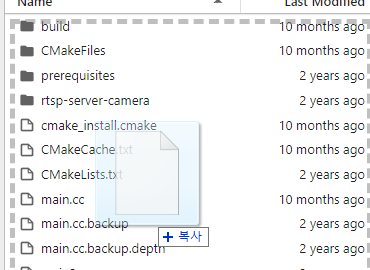 Name Last Modified
build 10 months ago
CMakeFiles 10 months ago
prerequisites 2 years ago
rtsp-server-camera 2 years ago
cmake_install.cmake 10 months ago
CMakeCache.txt 10 months ago
CMakeLists.txt 2 years ago
main.cc 10 months ago
main.cc.backup 2 years ago
+ 복사
main.cc.backup.depth 2 years ago